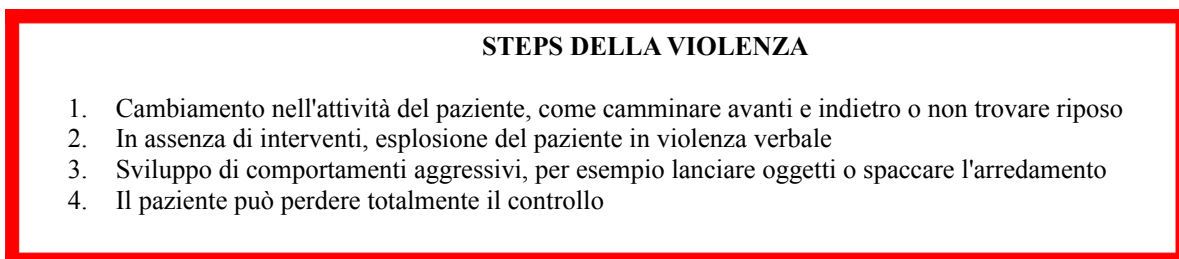 STEPS DELLA VIOLENZA
1. Cambiamento nell'attività del paziente, come camminare avanti e indietro o non trovare riposo
2. In assenza di interventi, esplosione del paziente in violenza verbale
3. Sviluppo di comportamenti aggressivi, per esempio lanciare oggetti o spaccare l'arredamento
4. Il paziente può perdere totalmente il controllo